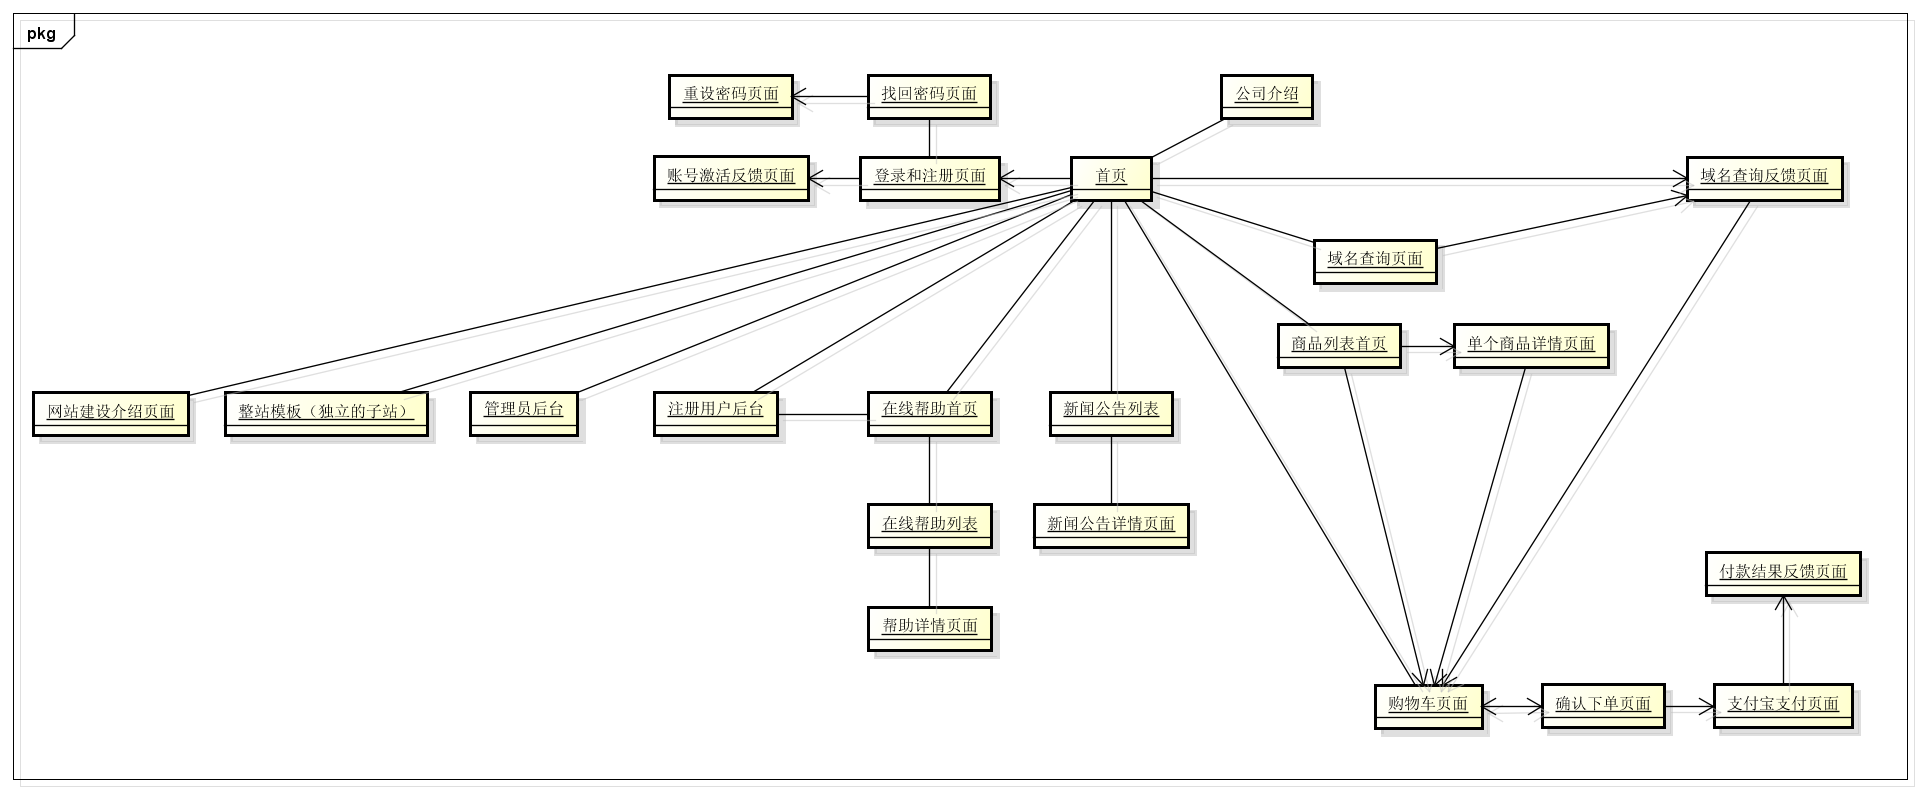 pkg
重设密码页面
找回密码页面
公司介绍
账号激活反馈页面
登录和注册页面
首页
域名查询反馈页面
域名查询页面
商品列表首页
单个商品详情页面
网站建设介绍页面
整站模板（独立的子站）
管理员后台
注册用户后台
在线帮助首页
新闻公告列表
在线帮助列表
新闻公告详情页面
付款结果反馈页面
帮助详情页面
购物车页面
确认下单页面
支付宝支付页面